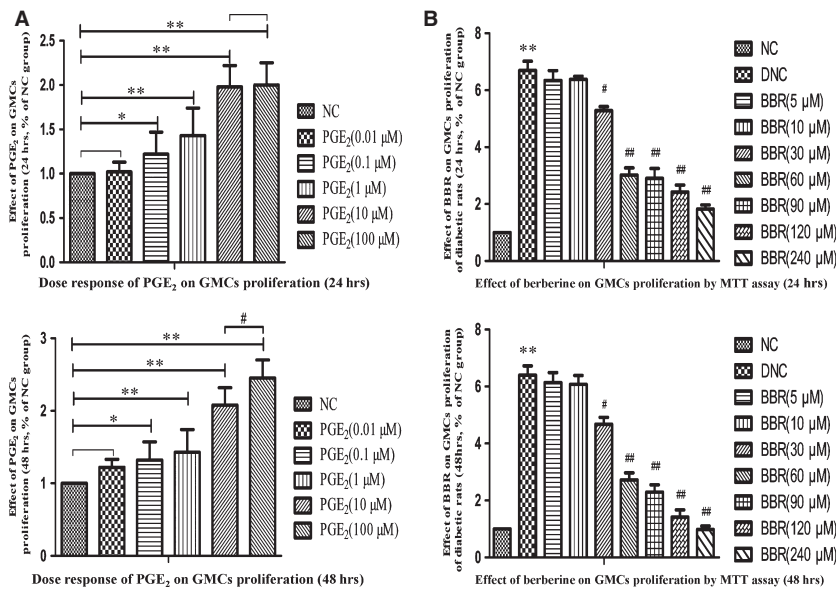 A
**
**
**
*
2.5
2.0
1.5
1.0
0.5
0.0
Effect of PGE, on GMCs
proliferation (24 hrs, % of NC group)
NC
PGE₂(0.01 μM)
PGE₂(0.1 μM)
PGE₂(1 μM)
PGE₂(10 μM)
PGE₂(100 μM)
Dose response of PGE₂ on GMCs proliferation (24 hrs)
B
8
6
4
2
0
Effect of BBR on GMCs proliferation
of diabetic rats (24 hrs, % of NC group)
**
#
##
##
##
##
NC
DNC
BBR(5 μM)
BBR(10 μM)
BBR(30 μM)
BBR(60 μM)
BBR(90 μM)
BBR(120 μM)
BBR(240 μM)
Effect of berberine on GMCs proliferation by MTT assay (24 hrs)
3
2
1
0
Effect of PGE, on GMCs
proliferation (48 hrs, % of NC group)
#
**
**
**
*
NC
PGE₂(0.01 μM)
PGE₂(0.1 μM)
PGE₂(1 μM)
PGE₂(10 μM)
PGE₂(100 μM)
Dose response of PGE₂ on GMCs proliferation (48 hrs)
8
6
4
2
0
Effect of BBR on GMCs proliferation
of diabetic rats (48hrs, % of NC group)
**
#
##
##
##
##
NC
DNC
BBR(5 μM)
BBR(10 μM)
BBR(30 μM)
BBR(60 μM)
BBR(90 μM)
BBR(120 μM)
BBR(240 μM)
Effect of berberine on GMCs proliferation by MTT assay (48 hrs)